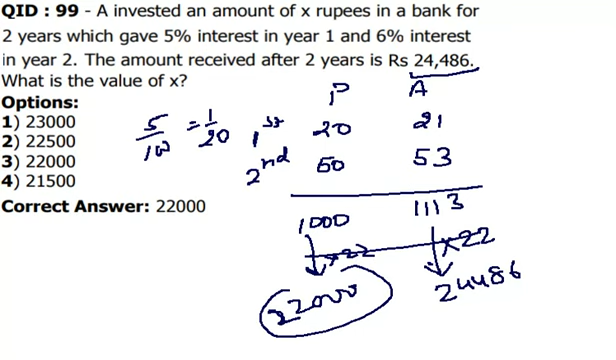 QID : 99 - A invested an amount of x rupees in a bank for
2 years which gave 5% interest in year 1 and 6% interest
in year 2. The amount received after 2 years is Rs 24,486.
What is the value of x?
Options:
1) 23000
2) 22500
3) 22000
4) 21500
Correct Answer: 22000
5/100 = 1/20
P A
1st 20 21
2nd 50 53
1000 1113
×22 ×22
22000 24486